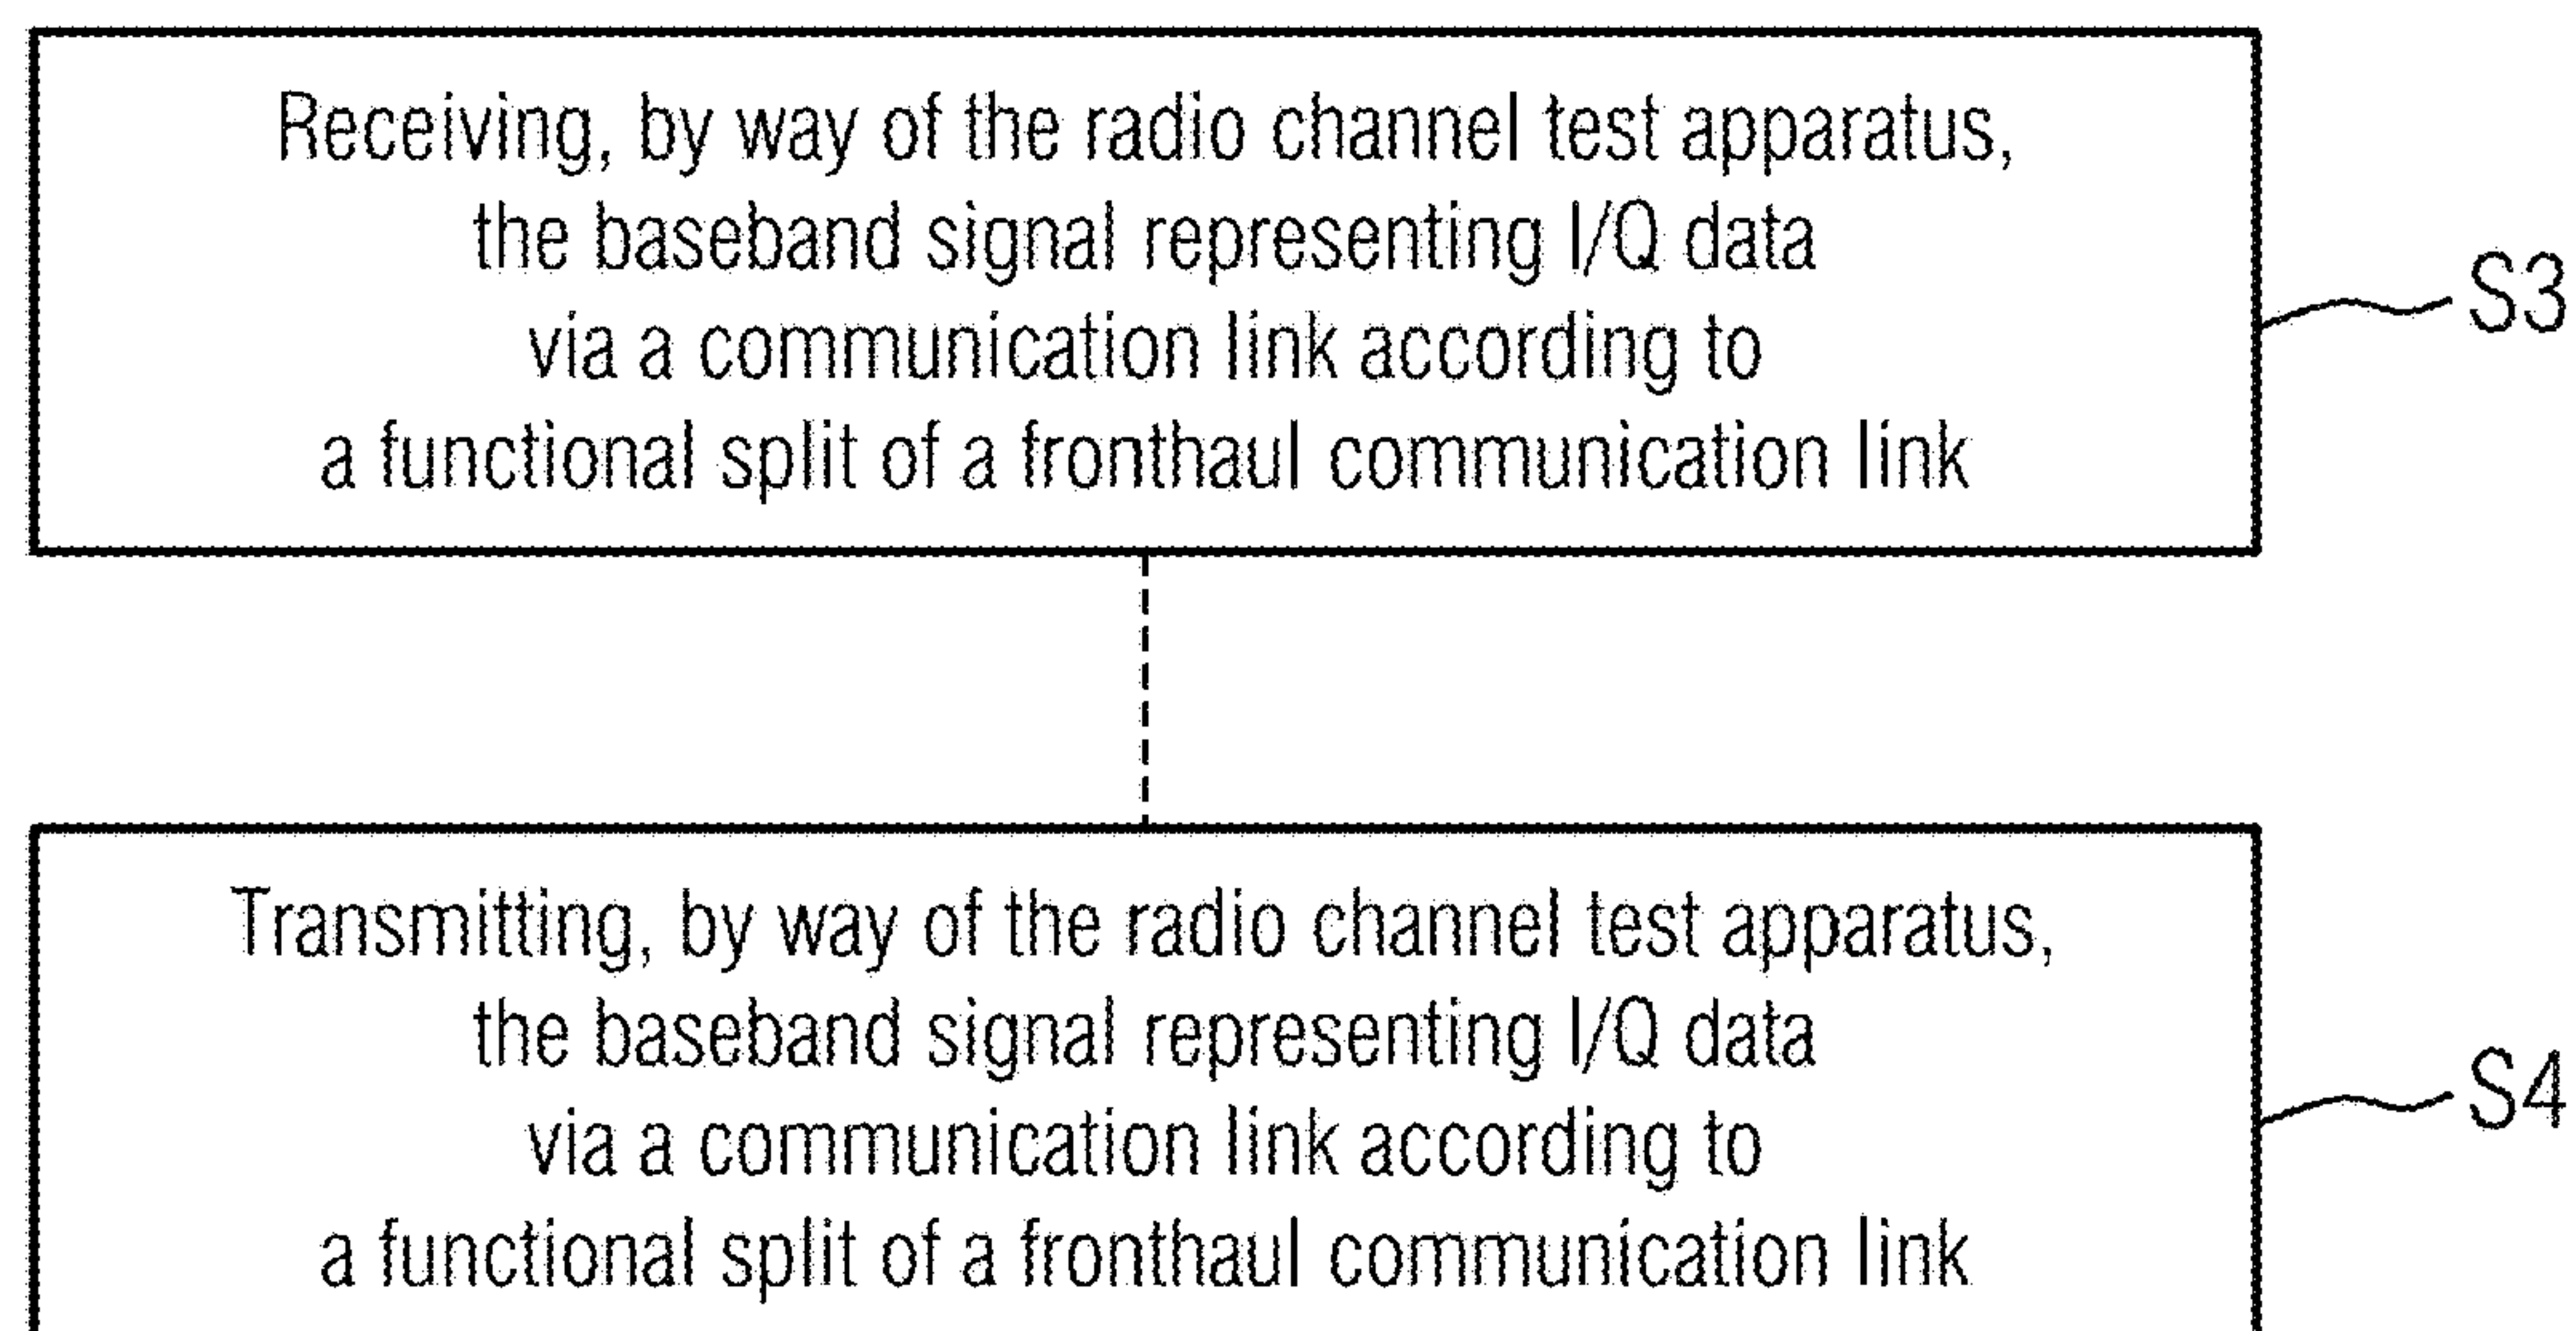 Receiving, by way of the radio channel test apparatus,
the baseband signal representing I/Q data
via a communication link according to
a functional split of a fronthaul communication link
S3
Transmitting, by way of the radio channel test apparatus,
the baseband signal representing I/Q data
via a communication link according to
a functional split of a fronthaul communication link
S4